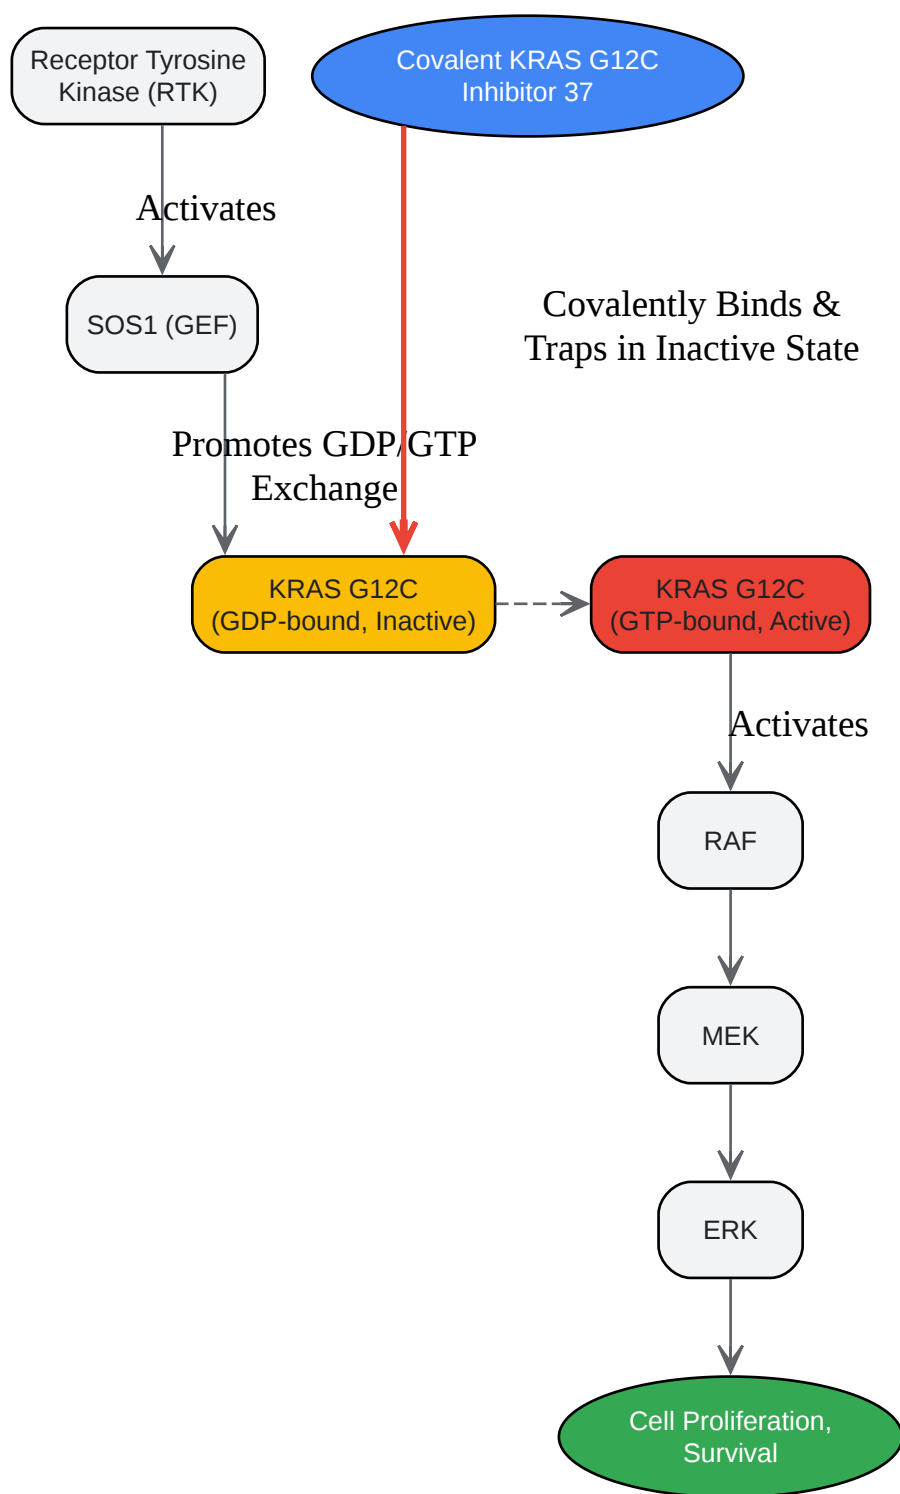 Receptor Tyrosine
Kinase (RTK)
Covalent KRAS G12C
Inhibitor 37
Activates
SOS1 (GEF)
Covalently Binds &
Traps in Inactive State
Promotes GDP/GTP
Exchange
KRAS G12C
(GDP-bound, Inactive)
KRAS G12C
(GTP-bound, Active)
Activates
RAF
MEK
ERK
Cell Proliferation,
Survival